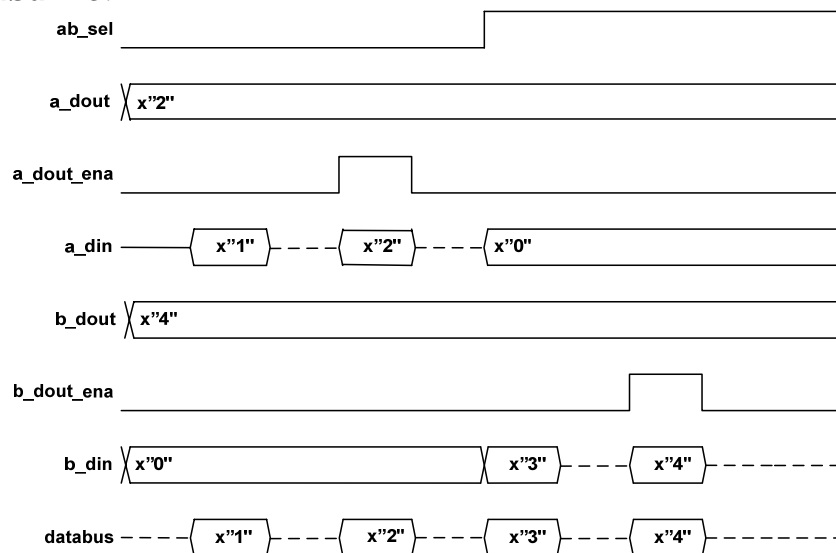 ab_sel
a_dout x”2"
a_dout_ena
a_din x”1" x”2" x”0"
b_dout x”4"
b_dout_ena
b_din x”0" x”3" x”4"
databus x”1" x”2" x”3" x”4"